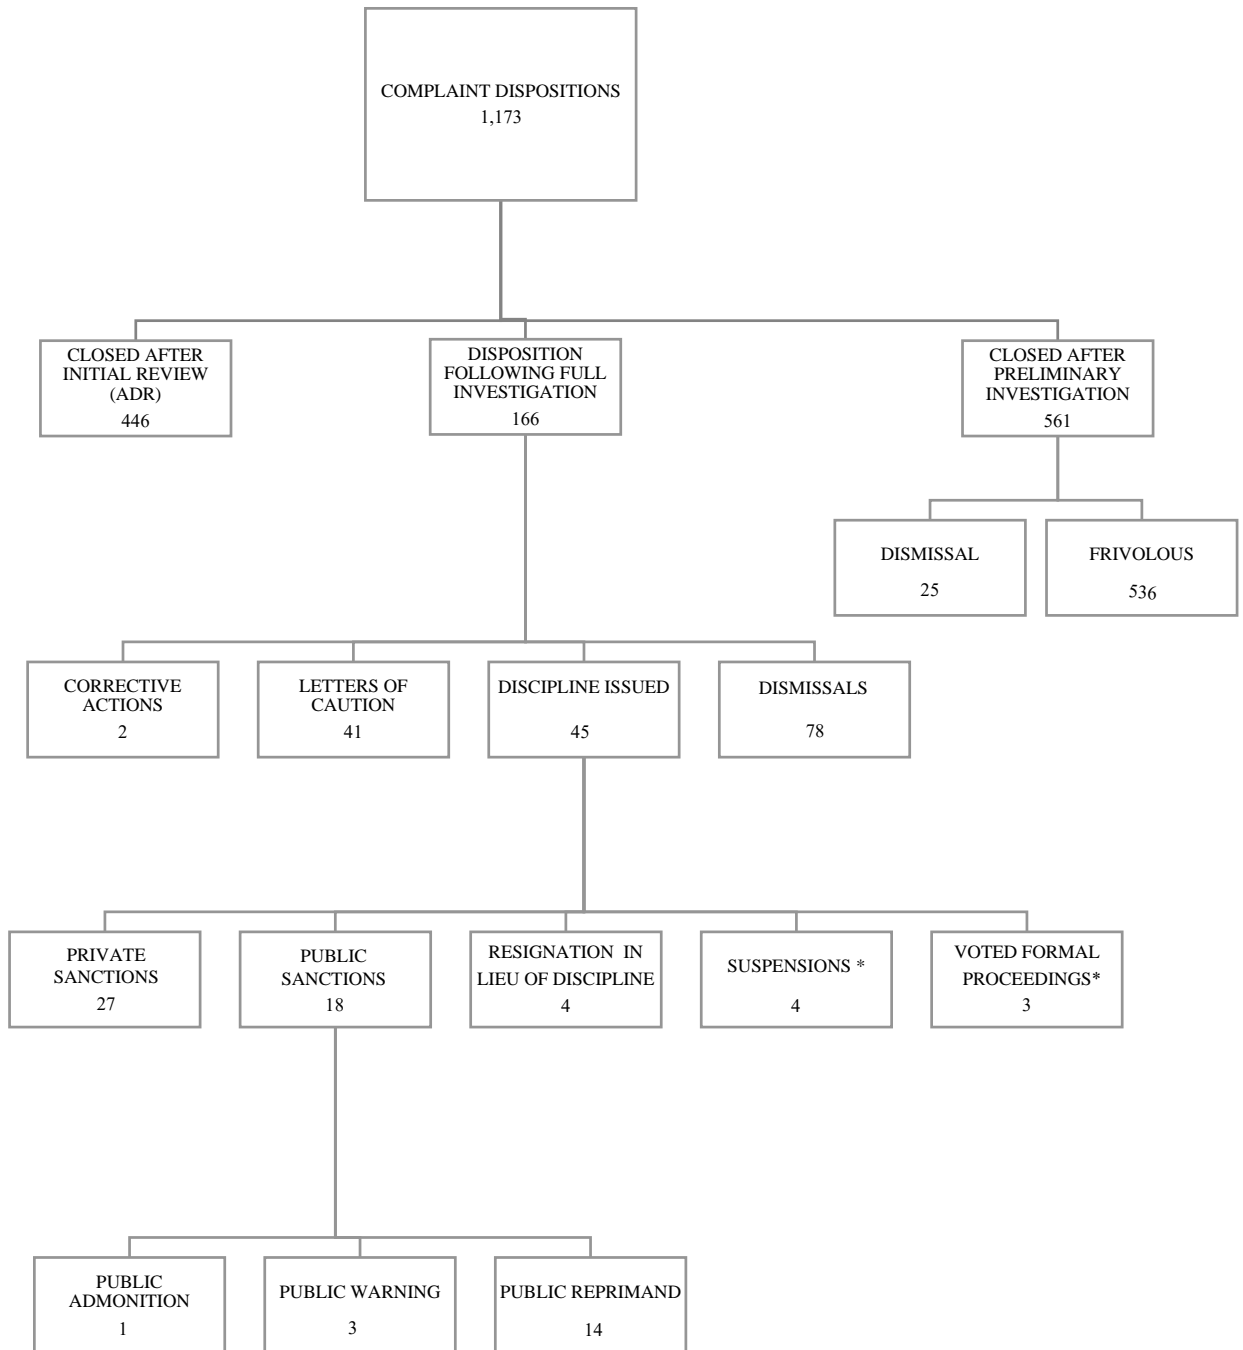 COMPLAINT DISPOSITIONS
1,173
CLOSED AFTER
INITIAL REVIEW
(ADR)
446
DISPOSITION
FOLLOWING FULL
INVESTIGATION
166
CLOSED AFTER
PRELIMINARY
INVESTIGATION
561
DISMISSAL
25
FRIVOLOUS
536
CORRECTIVE
ACTIONS
2
LETTERS OF
CAUTION
41
DISCIPLINE ISSUED
45
DISMISSALS
78
PRIVATE
SANCTIONS
27
PUBLIC
SANCTIONS
18
RESIGNATION IN
LIEU OF DISCIPLINE
4
SUSPENSIONS *
4
VOTED FORMAL
PROCEEDINGS*
3
PUBLIC
ADMONITION
1
PUBLIC WARNING
3
PUBLIC REPRIMAND
14